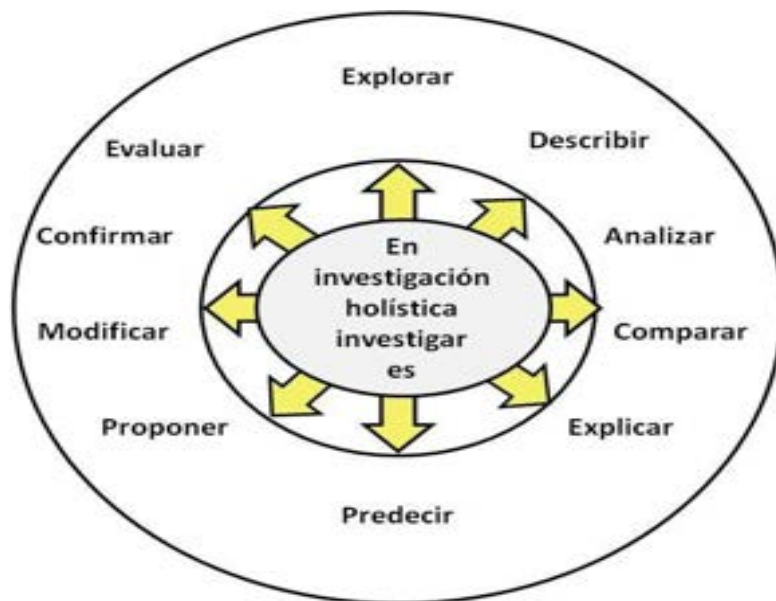 Explorar
Describir
Evaluar
Confirmar
Analizar
En
investigación
holística
investigar
es
Modificar
Comparar
Proponer
Explicar
Predecir